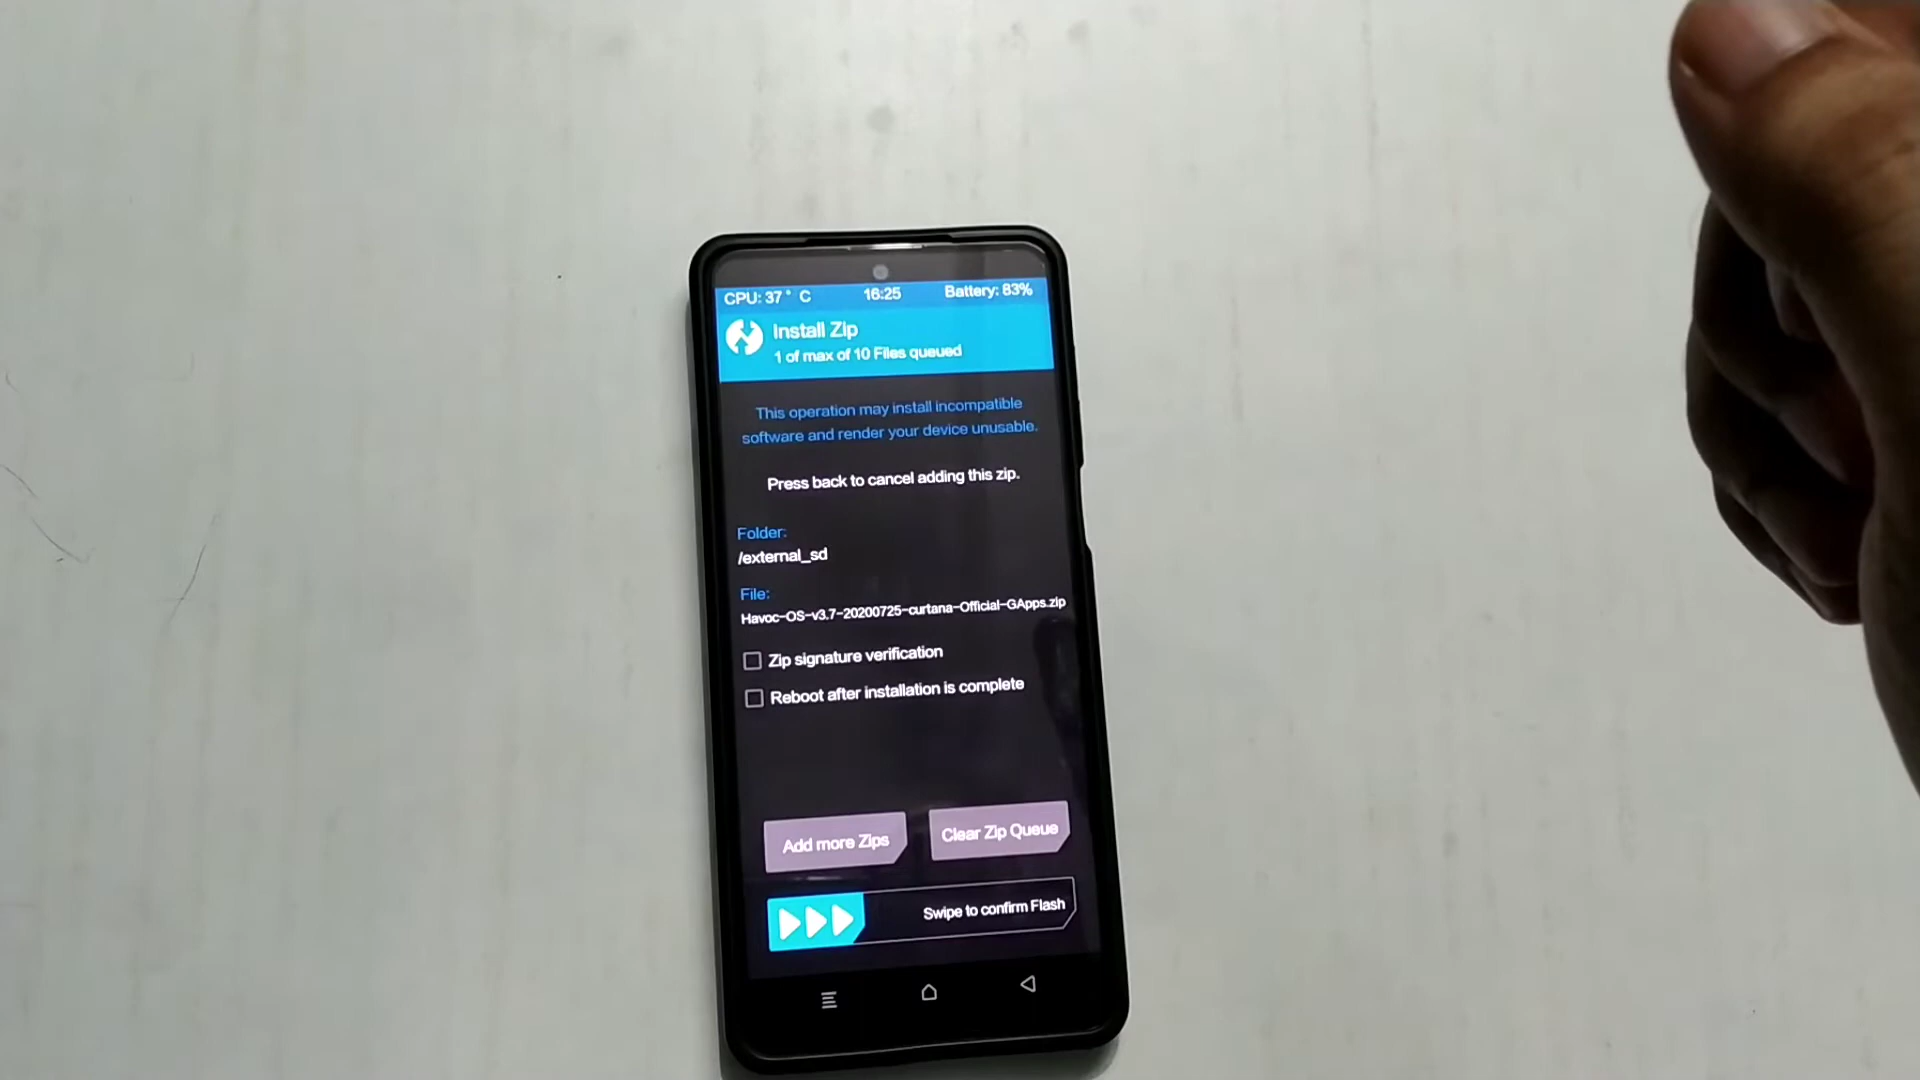 CPU: 37° C 16:25 Battery: 83%
Install Zip
1 of max of 10 Files queued
This operation may install incompatible
software and render your device unusable.
Press back to cancel adding this zip.
Folder:
/external_sd
File:
Havoc-OS-v3.7-20200725-curtana-Official-GApps.zip
Zip signature verification
Reboot after installation is complete
Add more Zips
Clear Zip Queue
Swipe to confirm Flash